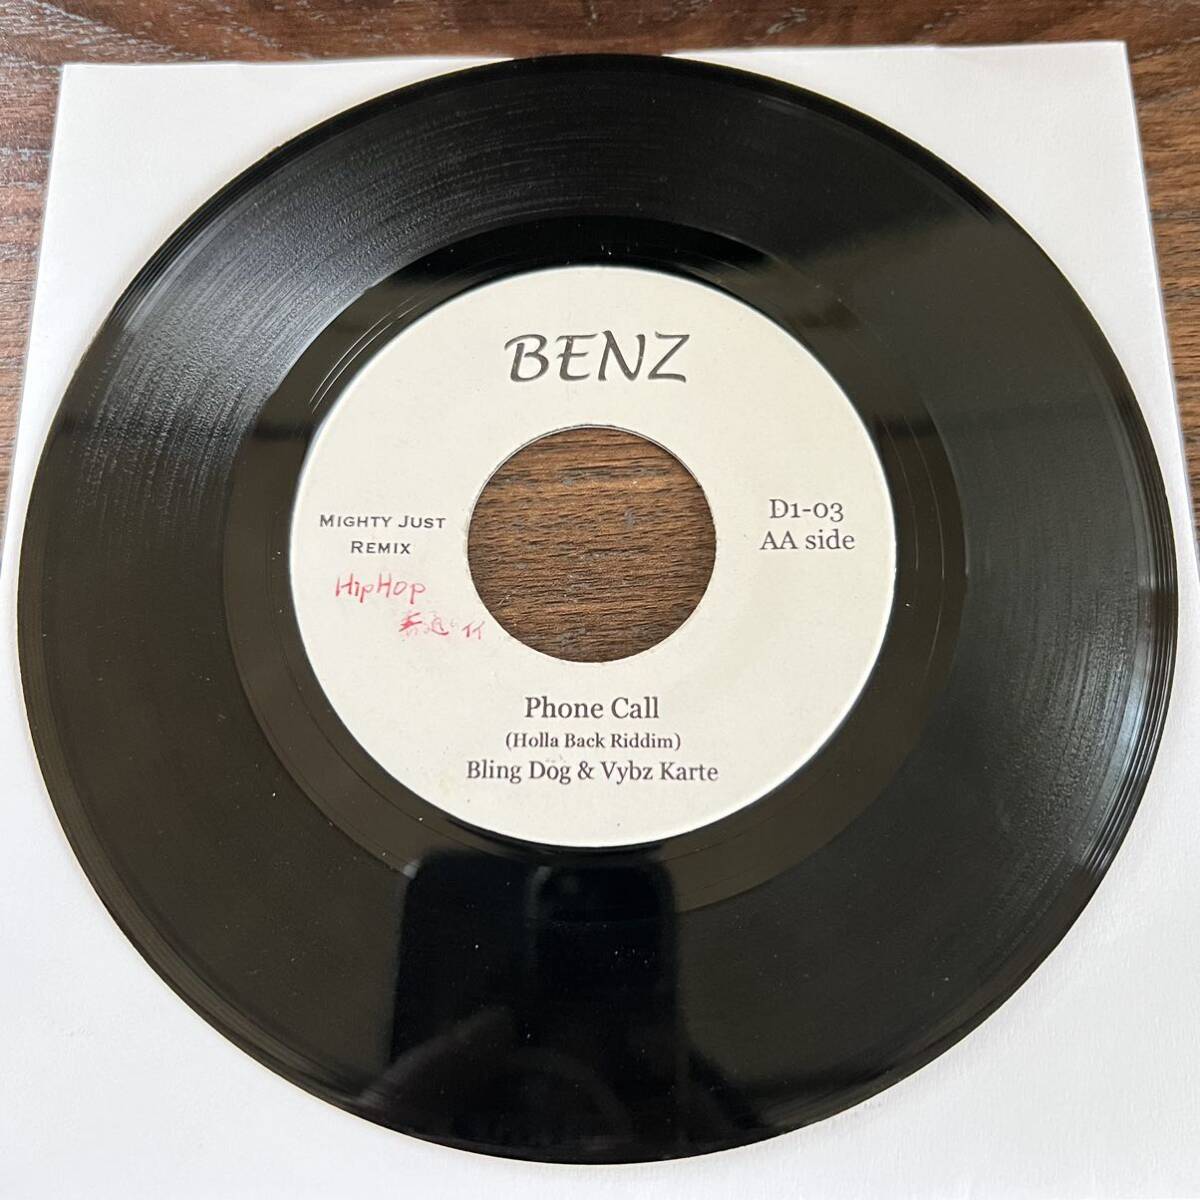 BENZ
MIGHTY JUST
REMIX
HipHop
D1-03
AA side
Phone Call
(Holla Back Riddim)
Bling Dog & Vybz Karte